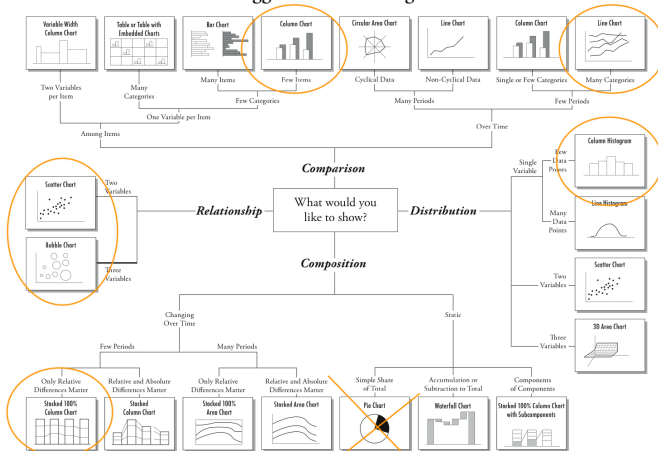 Variable Width
Column Chart
Table or Table with
Embedded Charts
Bar Chart
Column Chart
Circular Area Chart
Line Chart
Column Chart
Line Chart
Two Variables
per Item
Many
Categories
Many Items
Few Items
Cyclical Data
Non-Cyclical Data
Single or Few Categories
Many Categories
Few Categories
Many Periods
Few Periods
One Variable per Item
Among Items
Over Time
Comparison
What would you
like to show?
Relationship
Distribution
Composition
Scatter Chart
Two
Variables
Bubble Chart
Three
Variables
Single
Variable
Few
Data
Points
Column Histogram
Many
Data
Points
Line Histogram
Two
Variables
Scatter Chart
Three
Variables
3D Area Chart
Changing
Over Time
Static
Few Periods
Many Periods
Only Relative
Differences Matter
Relative and Absolute
Differences Matter
Only Relative
Differences Matter
Relative and Absolute
Differences Matter
Simple Share
of Total
Accumulation or
Subtraction to Total
Components
of Components
Stacked 100%
Column Chart
Stacked
Column Chart
Stacked 100%
Area Chart
Stacked Area Chart
Pie Chart
Waterfall Chart
Stacked 100% Column Chart
with Subcomponents